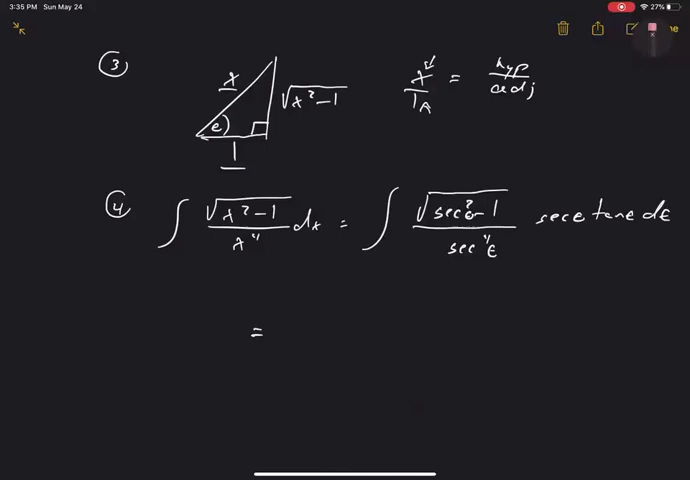 3:35 PM Sun May 24
27%
③
x
√(x²-1)
θ
1
x/1 = hyp/adj
④ ∫ √(x²-1)/x⁴ dx = ∫ √(sec²θ-1)/sec⁴θ secθ tanθ dθ
=